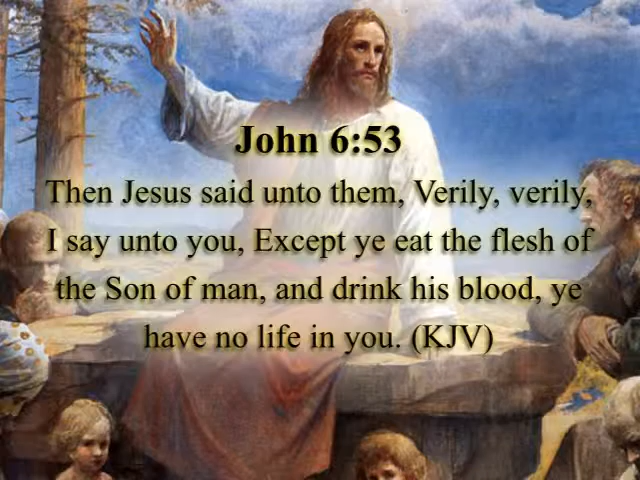 John 6:53
Then Jesus said unto them, Verily, verily,
I say unto you, Except ye eat the flesh of
the Son of man, and drink his blood, ye
have no life in you. (KJV)